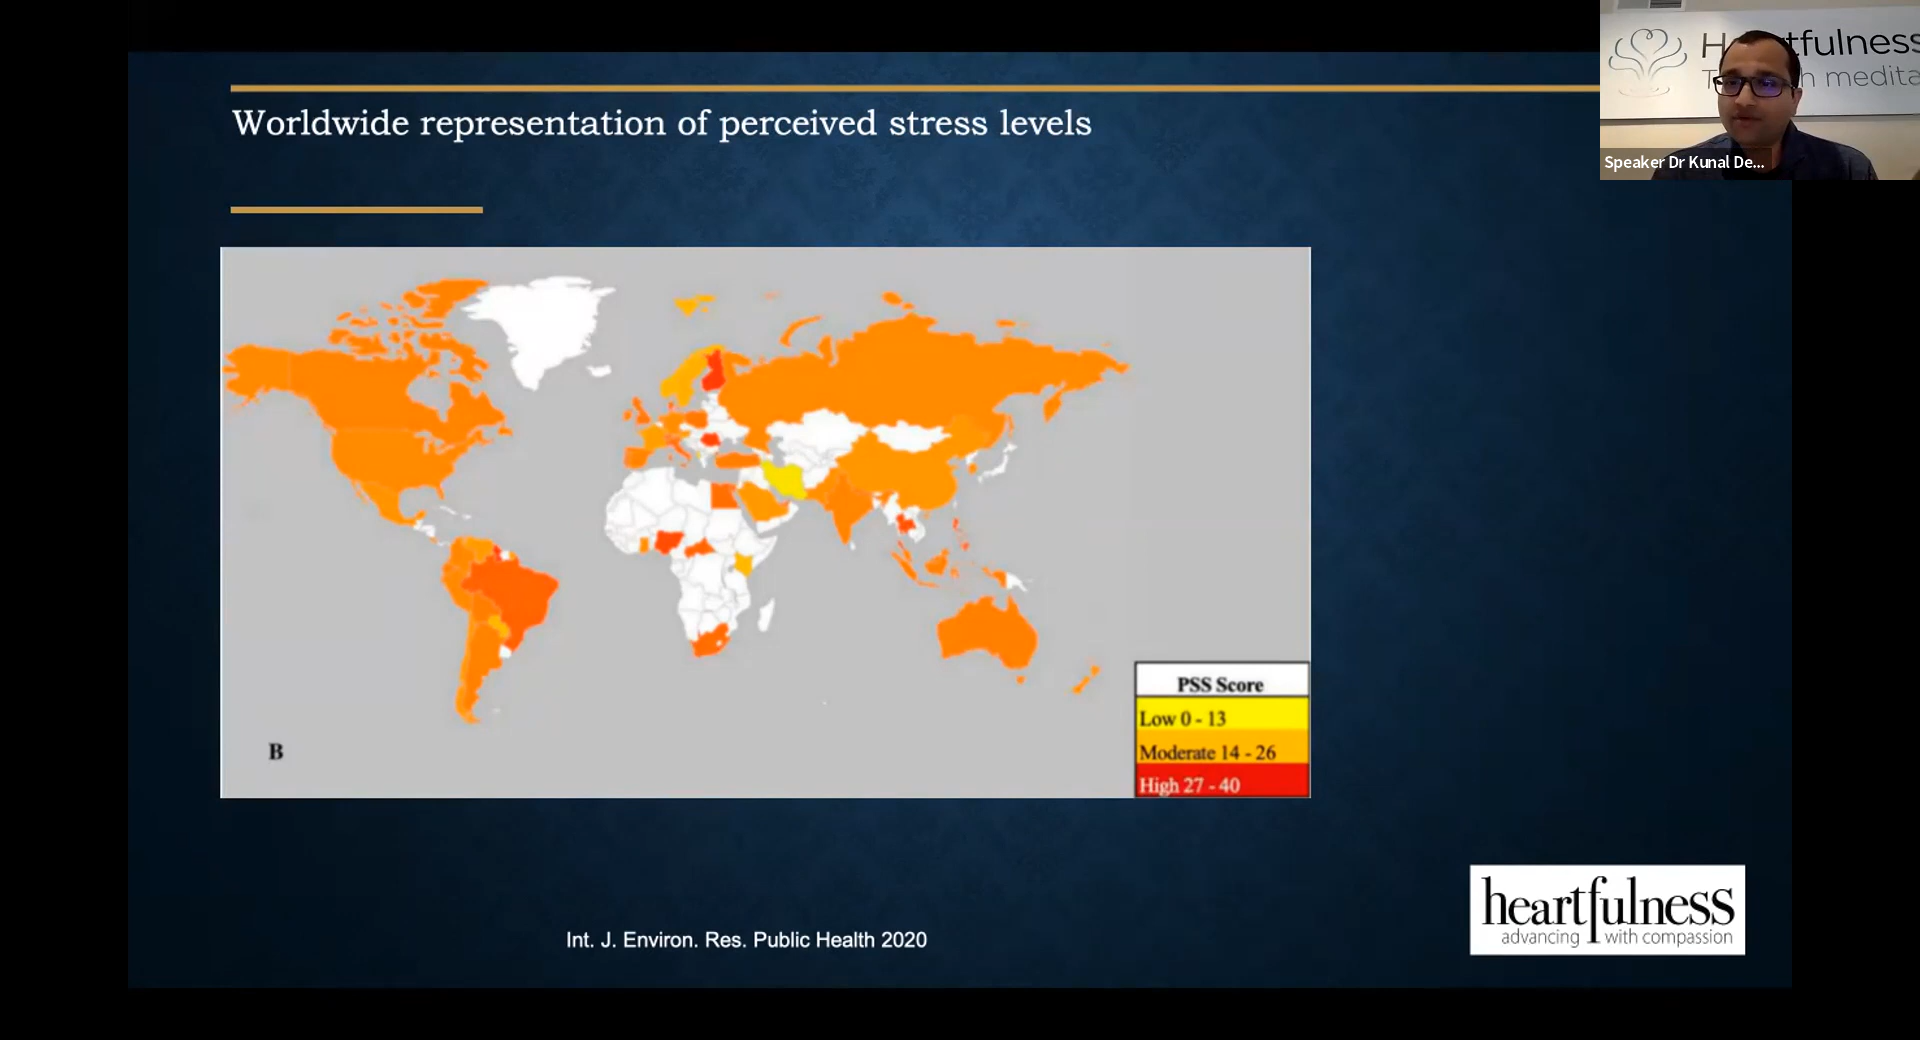 Worldwide representation of perceived stress levels
Heartfulness
medita
Speaker Dr Kunal De...
PSS Score
Low 0 - 13
Moderate 14 - 26
High 27 - 40
B
Int. J. Environ. Res. Public Health 2020
heartfulness
advancing with compassion